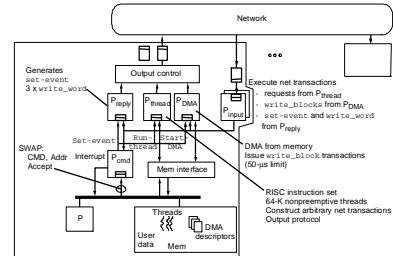 Network
Generates
set-event
3 x write_word
Output control
Execute net transactions
· requests from Pthread
· write_blocks from PDMA
· set-event and write_word
from Preply
Preply
Pthread
PDMA
Pinput
Set-event
Run-
thread
Start-
DMA
DMA from memory
Issue write_block transactions
(50-µs limit)
SWAP:
CMD, Addr
Accept
Interrupt
Pcmd
Mem interface
RISC instruction set
64-K nonpreemptive threads
Construct arbitrary net transactions
Output protocol
P
Threads
User
data
DMA
descriptors
Mem